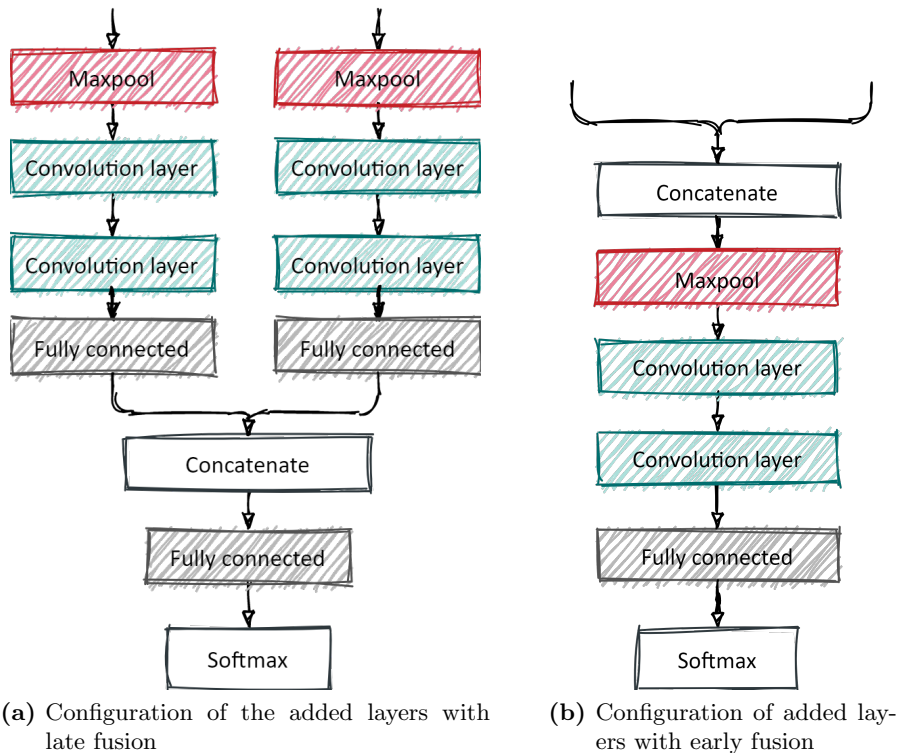 Maxpool
Maxpool
Convolution layer
Convolution layer
Convolution layer
Convolution layer
Fully connected
Fully connected
Concatenate
Fully connected
Softmax
(a) Configuration of the added layers with
late fusion
Concatenate
Maxpool
Convolution layer
Convolution layer
Fully connected
Softmax
(b) Configuration of added lay-
ers with early fusion